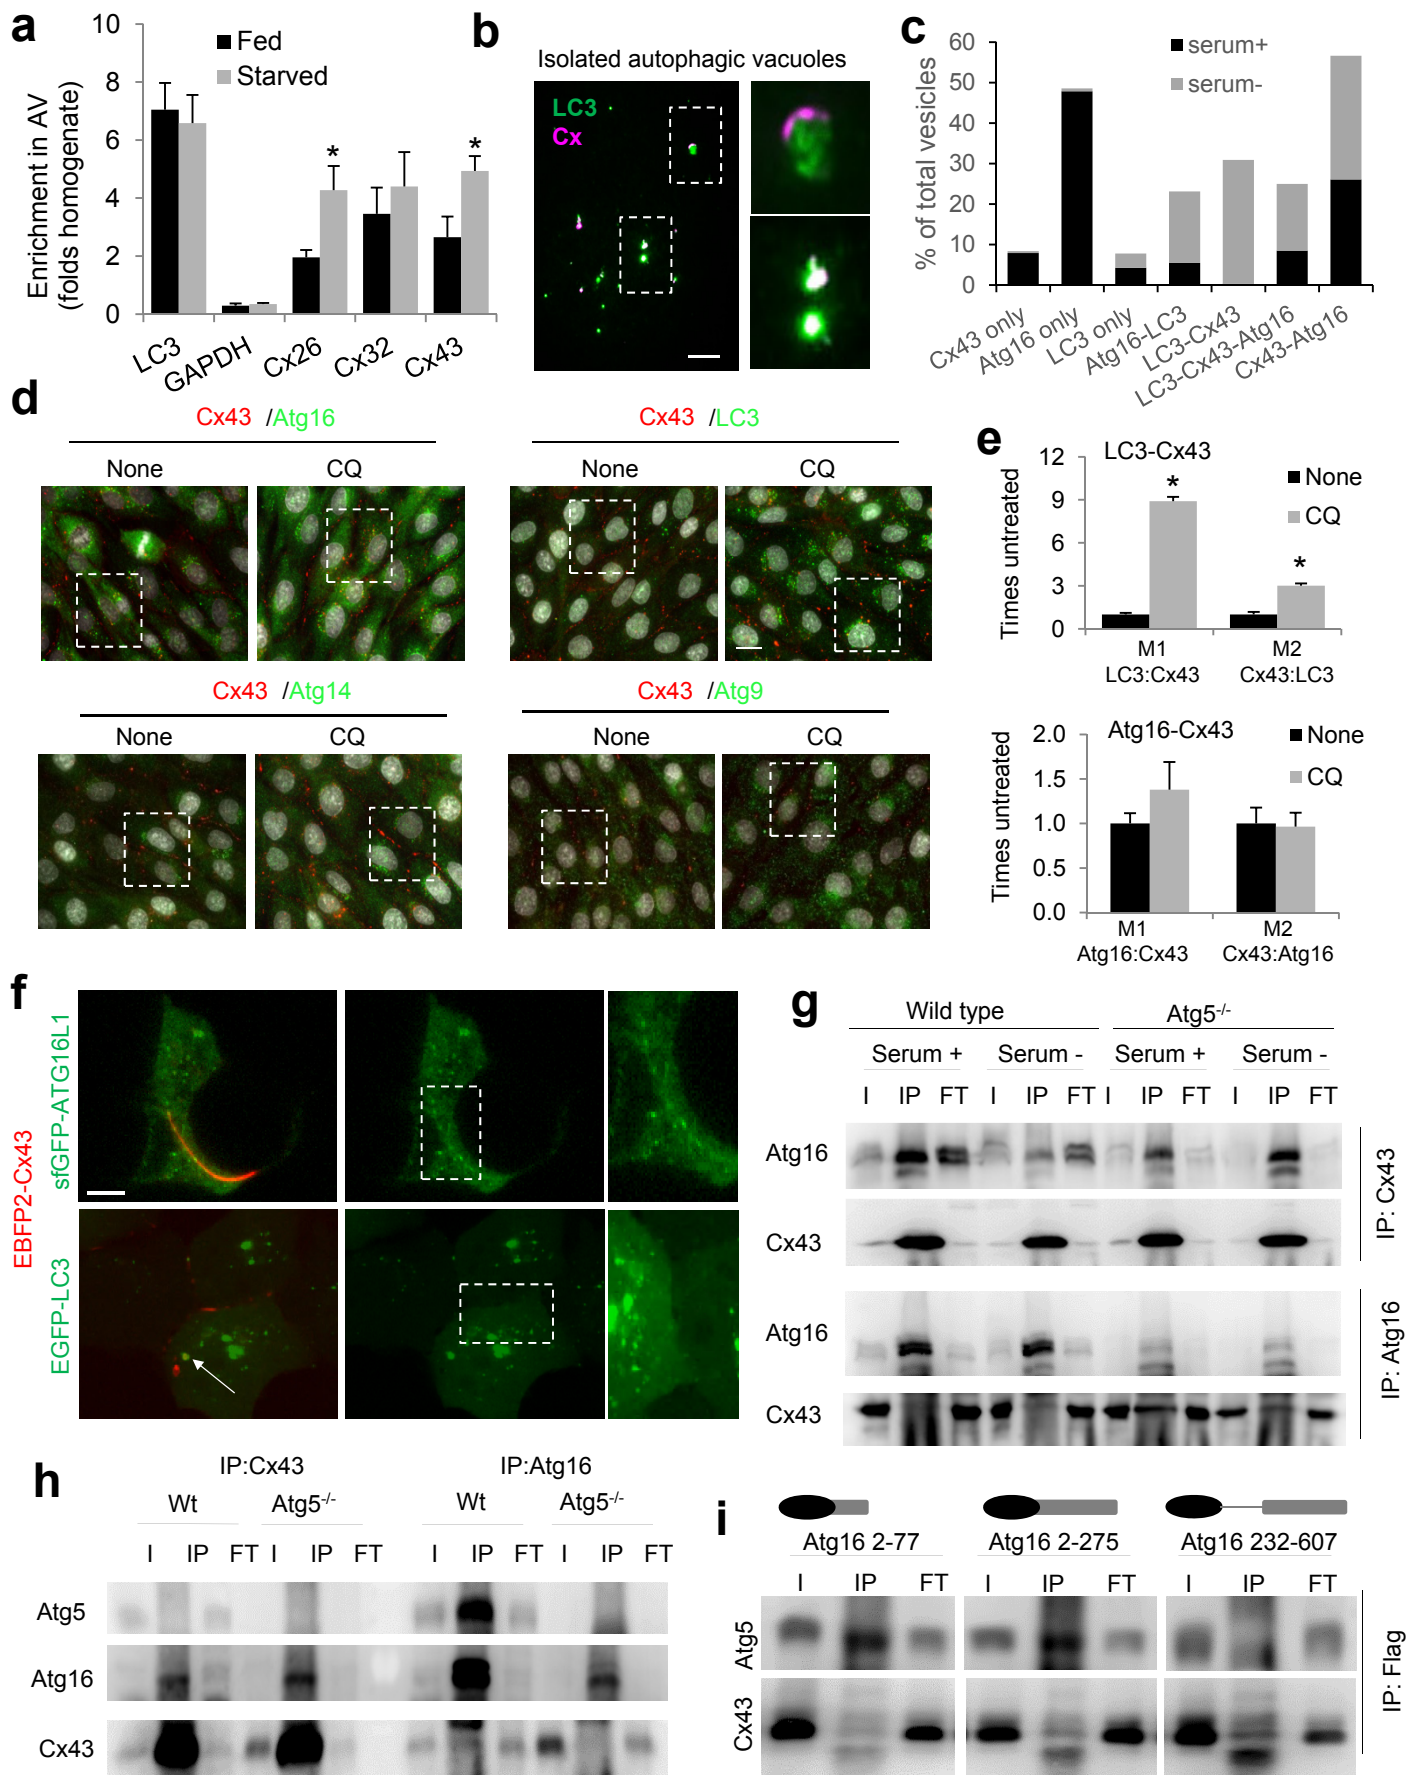 a
10
8
6
4
2
0
Enrichment in AV
(folds homogenate)
Fed
Starved
*
*
LC3
GAPDH
Cx26
Cx32
Cx43
b
Isolated autophagic vacuoles
LC3
Cx
c
60
50
40
30
20
10
0
% of total vesicles
serum+
serum-
Cx43 only
Atg16 only
LC3 only
Atg16-LC3
LC3-Cx43
LC3-Cx43-Atg16
Cx43-Atg16
d
Cx43 /Atg16
None CQ
Cx43 /LC3
None CQ
Cx43 /Atg14
None CQ
Cx43 /Atg9
None CQ
e
LC3-Cx43
12
9
6
3
0
Times untreated
None
CQ
*
*
M1 M2
LC3:Cx43 Cx43:LC3
Atg16-Cx43
2.0
1.5
1.0
0.5
0.0
Times untreated
None
CQ
M1 M2
Atg16:Cx43 Cx43:Atg16
f
EBFP2-Cx43
sfGFP-ATG16L1
EGFP-LC3
g
Wild type Atg5-/-
Serum + Serum - Serum + Serum -
I IP FT I IP FT I IP FT I IP FT
Atg16
Cx43
IP: Cx43
Atg16
Cx43
IP: Atg16
h
IP:Cx43 IP:Atg16
Wt Atg5-/- Wt Atg5-/-
I IP FT I IP FT I IP FT I IP FT
Atg5
Atg16
Cx43
i
Atg16 2-77 Atg16 2-275 Atg16 232-607
I IP FT I IP FT I IP FT
Atg5
Cx43
IP: Flag